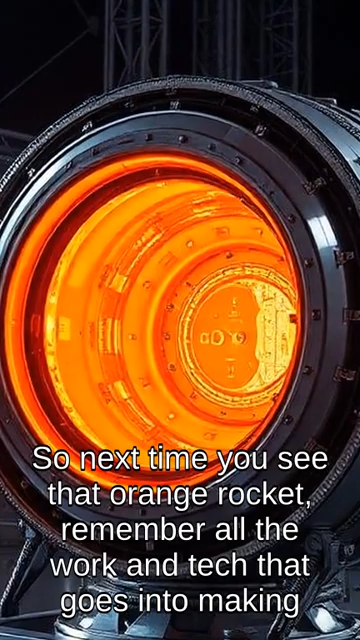 So next time you see
that orange rocket,
remember all the
work and tech that
goes into making